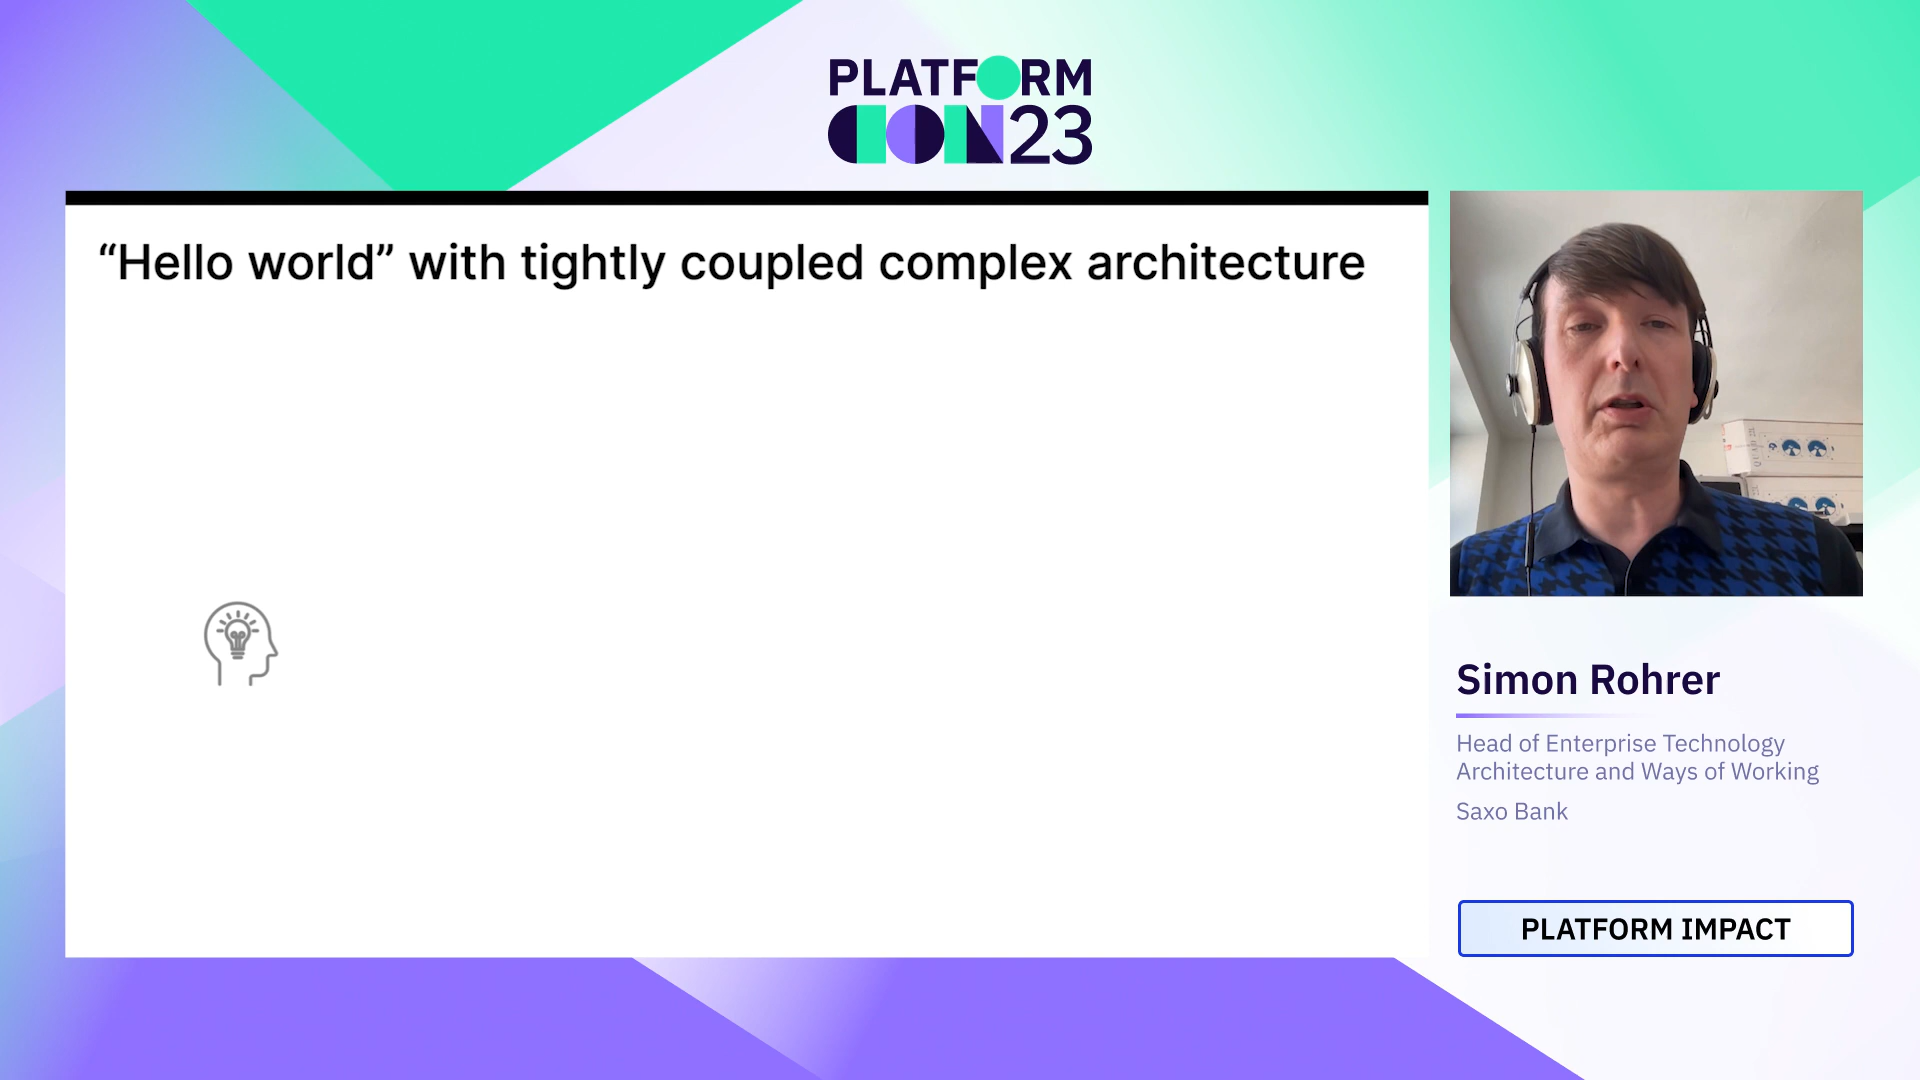 PLATFORM
CON23
“Hello world” with tightly coupled complex architecture
Simon Rohrer
Head of Enterprise Technology
Architecture and Ways of Working
Saxo Bank
PLATFORM IMPACT